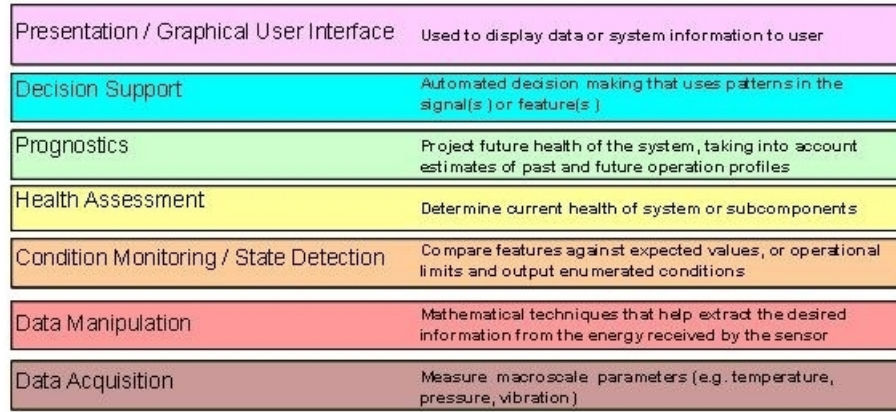 Presentation / Graphical User Interface
Used to display data or system information to user
Decision Support
Automated decision making that uses patterns in the
signal(s ) or feature(s )
Prognostics
Project future health of the system, taking into account
estimates of past and future operation profiles
Health Assessment
Determine current health of system or subcomponents
Condition Monitoring / State Detection
Compare features against expected values, or operational
limits and output enumerated conditions
Data Manipulation
Mathematical techniques that help extract the desired
information from the energy received by the sensor
Data Acquisition
Measure macroscale parameters (e.g. temperature,
pressure, vibration )